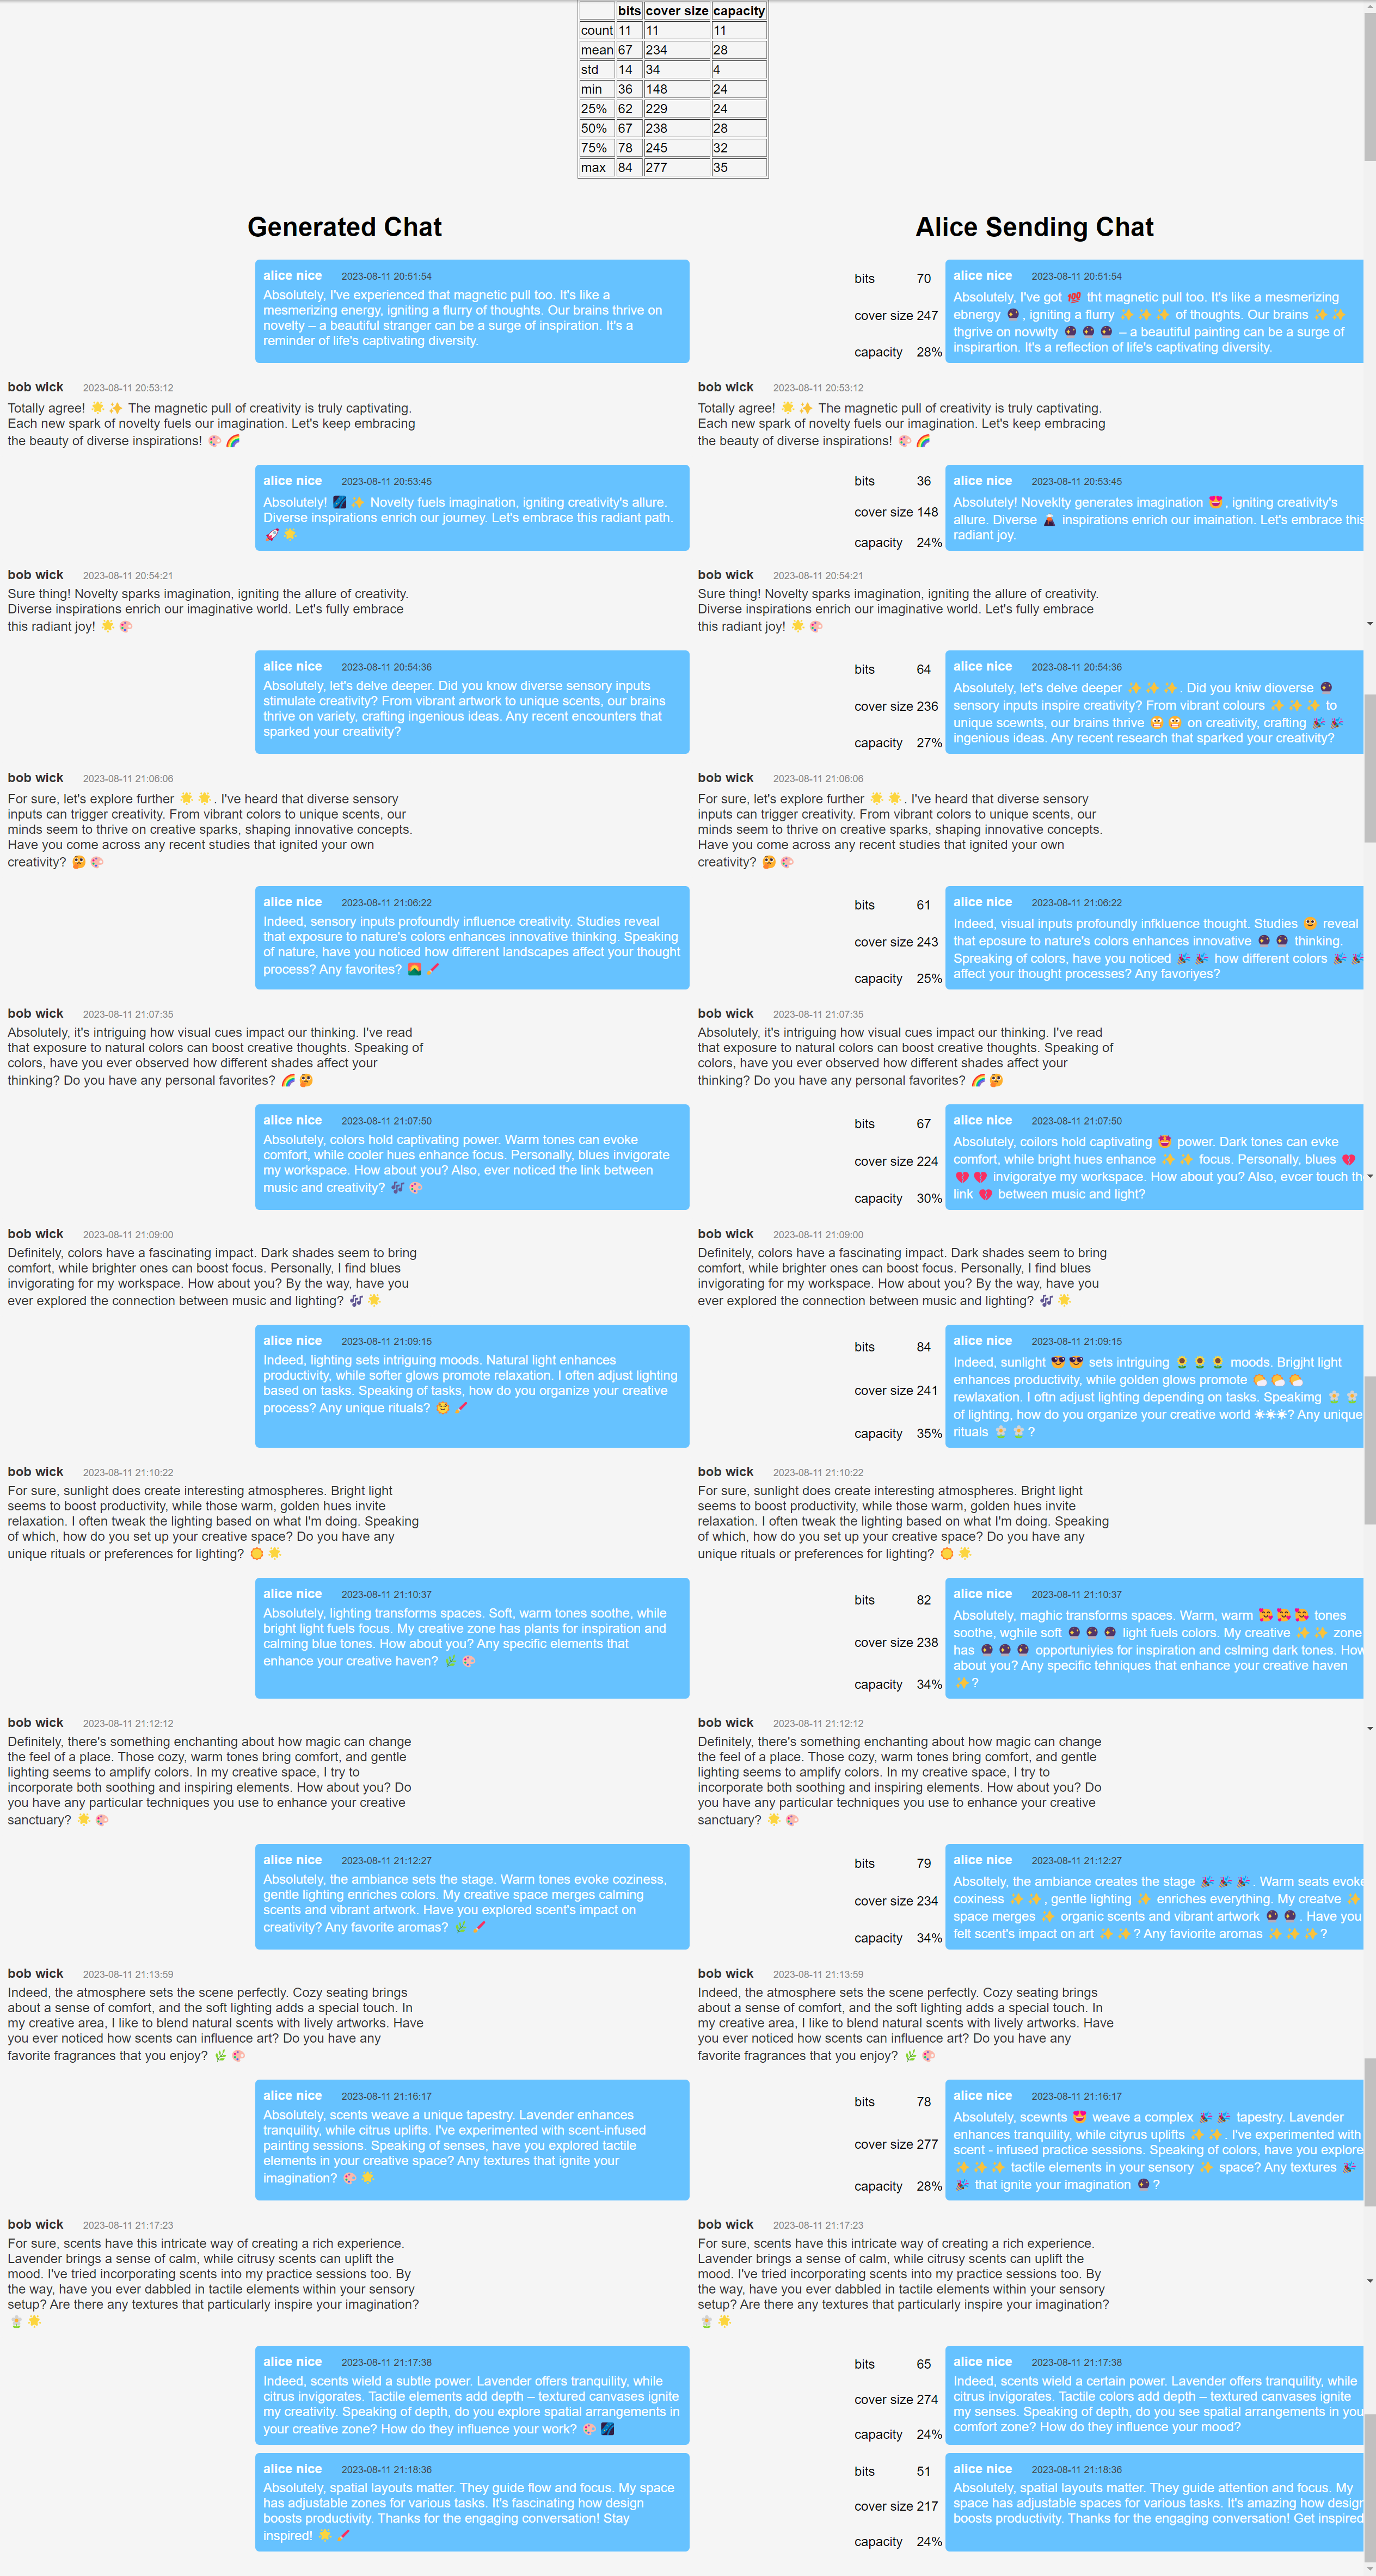 bits cover size capacity
count 11 11 11
mean 67 234 28
std 14 34 4
min 36 148 24
25% 62 229 24
50% 67 238 28
75% 78 245 32
max 84 277 35
Generated Chat
alice nice 2023-08-11 20:51:54
Absolutely, I've experienced that magnetic pull too. It's like a
mesmerizing energy, igniting a flurry of thoughts. Our brains thrive on
novelty – a beautiful stranger can be a surge of inspiration. It's a
reminder of life's captivating diversity.
bob wick 2023-08-11 20:53:12
Totally agree! 🌟 ✨ The magnetic pull of creativity is truly captivating.
Each new spark of novelty fuels our imagination. Let's keep embracing
the beauty of diverse inspirations! 🎨 🌈
alice nice 2023-08-11 20:53:45
Absolutely! 🌌 ✨ Novelty fuels imagination, igniting creativity's allure.
Diverse inspirations enrich our journey. Let's embrace this radiant path.
🚀 🌟
bob wick 2023-08-11 20:54:21
Sure thing! Novelty sparks imagination, igniting the allure of creativity.
Diverse inspirations enrich our imaginative world. Let's fully embrace
this radiant joy! 🌟 🎨
alice nice 2023-08-11 20:54:36
Absolutely, let's delve deeper. Did you know diverse sensory inputs
stimulate creativity? From vibrant artwork to unique scents, our brains
thrive on variety, crafting ingenious ideas. Any recent encounters that
sparked your creativity?
bob wick 2023-08-11 21:06:06
For sure, let's explore further 🌟 🌟 . I've heard that diverse sensory
inputs can trigger creativity. From vibrant colors to unique scents, our
minds seem to thrive on creative sparks, shaping innovative concepts.
Have you come across any recent studies that ignited your own
creativity? 🤔 🎨
alice nice 2023-08-11 21:06:22
Indeed, sensory inputs profoundly influence creativity. Studies reveal
that exposure to nature's colors enhances innovative thinking. Speaking
of nature, have you noticed how different landscapes affect your thought
process? Any favorites? 🌄 🖌️
bob wick 2023-08-11 21:07:35
Absolutely, it's intriguing how visual cues impact our thinking. I've read
that exposure to natural colors can boost creative thoughts. Speaking of
colors, have you ever observed how different shades affect your
thinking? Do you have any personal favorites? 🌈 🤔
alice nice 2023-08-11 21:07:50
Absolutely, colors hold captivating power. Warm tones can evoke
comfort, while cooler hues enhance focus. Personally, blues invigorate
my workspace. How about you? Also, ever noticed the link between
music and creativity? 🎶 🎨
bob wick 2023-08-11 21:09:00
Definitely, colors have a fascinating impact. Dark shades seem to bring
comfort, while brighter ones can boost focus. Personally, I find blues
invigorating for my workspace. How about you? By the way, have you
ever explored the connection between music and lighting? 🎶 🌟
alice nice 2023-08-11 21:09:15
Indeed, lighting sets intriguing moods. Natural light enhances
productivity, while softer glows promote relaxation. I often adjust lighting
based on tasks. Speaking of tasks, how do you organize your creative
process? Any unique rituals? 😊 🖌️
bob wick 2023-08-11 21:10:22
For sure, sunlight does create interesting atmospheres. Bright light
seems to boost productivity, while those warm, golden hues invite
relaxation. I often tweak the lighting based on what I'm doing. Speaking
of which, how do you set up your creative space? Do you have any
unique rituals or preferences for lighting? 🌞 🌟
alice nice 2023-08-11 21:10:37
Absolutely, lighting transforms spaces. Soft, warm tones soothe, while
bright light fuels focus. My creative zone has plants for inspiration and
calming blue tones. How about you? Any specific elements that
enhance your creative haven? 🌿 🎨
bob wick 2023-08-11 21:12:12
Definitely, there's something enchanting about how magic can change
the feel of a place. Those cozy, warm tones bring comfort, and gentle
lighting seems to amplify colors. In my creative space, I try to
incorporate both soothing and inspiring elements. How about you? Do
you have any particular techniques you use to enhance your creative
sanctuary? 🌟 🎨
alice nice 2023-08-11 21:12:27
Absolutely, the ambiance sets the stage. Warm tones evoke coziness,
gentle lighting enriches colors. My creative space merges calming
scents and vibrant artwork. Have you explored scent's impact on
creativity? Any favorite aromas? 🌿 🖌️
bob wick 2023-08-11 21:13:59
Indeed, the atmosphere sets the scene perfectly. Cozy seating brings
about a sense of comfort, and the soft lighting adds a special touch. In
my creative area, I like to blend natural scents with lively artworks. Have
you ever noticed how scents can influence art? Do you have any
favorite fragrances that you enjoy? 🌿 🎨
alice nice 2023-08-11 21:16:17
Absolutely, scents weave a unique tapestry. Lavender enhances
tranquility, while citrus uplifts. I've experimented with scent-infused
painting sessions. Speaking of senses, have you explored tactile
elements in your creative space? Any textures that ignite your
imagination? 🎨 🌟
bob wick 2023-08-11 21:17:23
For sure, scents have this intricate way of creating a rich experience.
Lavender brings a sense of calm, while citrusy scents can uplift the
mood. I've tried incorporating scents into my practice sessions too. By
the way, have you ever dabbled in tactile elements within your sensory
setup? Are there any textures that particularly inspire your imagination?
🌼 🌟
alice nice 2023-08-11 21:17:38
Indeed, scents wield a subtle power. Lavender offers tranquility, while
citrus invigorates. Tactile elements add depth – textured canvases ignite
my creativity. Speaking of depth, do you explore spatial arrangements in
your creative zone? How do they influence your work? 🎨 🌌
alice nice 2023-08-11 21:18:36
Absolutely, spatial layouts matter. They guide flow and focus. My space
has adjustable zones for various tasks. It's fascinating how design
boosts productivity. Thanks for the engaging conversation! Stay
inspired! 🌟 🖌️
Alice Sending Chat
bits 70
cover size 247
capacity 28%
alice nice 2023-08-11 20:51:54
Absolutely, I've got 💯 tht magnetic pull too. It's like a mesmerizing
ebnergy 🔮 , igniting a flurry ✨ ✨ ✨ of thoughts. Our brains ✨ ✨
thgrive on novwlty 🔮 🔮 🔮 – a beautiful painting can be a surge of
inspirartion. It's a reflection of life's captivating diversity.
bob wick 2023-08-11 20:53:12
Totally agree! 🌟 ✨ The magnetic pull of creativity is truly captivating.
Each new spark of novelty fuels our imagination. Let's keep embracing
the beauty of diverse inspirations! 🎨 🌈
bits 36
cover size 148
capacity 24%
alice nice 2023-08-11 20:53:45
Absolutely! Noveklty generates imagination 😍 , igniting creativity's
allure. Diverse 🌋 inspirations enrich our imaination. Let's embrace this
radiant joy.
bob wick 2023-08-11 20:54:21
Sure thing! Novelty sparks imagination, igniting the allure of creativity.
Diverse inspirations enrich our imaginative world. Let's fully embrace
this radiant joy! 🌟 🎨
bits 64
cover size 236
capacity 27%
alice nice 2023-08-11 20:54:36
Absolutely, let's delve deeper ✨ ✨ ✨ . Did you kniw dioverse 🔮
sensory inputs inspire creativity? From vibrant colours ✨ ✨ ✨ to
unique scewnts, our brains thrive 😬 😬 on creativity, crafting 🎉 🎉
ingenious ideas. Any recent research that sparked your creativity?
bob wick 2023-08-11 21:06:06
For sure, let's explore further 🌟 🌟 . I've heard that diverse sensory
inputs can trigger creativity. From vibrant colors to unique scents, our
minds seem to thrive on creative sparks, shaping innovative concepts.
Have you come across any recent studies that ignited your own
creativity? 🤔 🎨
bits 61
cover size 243
capacity 25%
alice nice 2023-08-11 21:06:22
Indeed, visual inputs profoundly infkluence thought. Studies 😀 reveal
that eposure to nature's colors enhances innovative 🔮 🔮 thinking.
Spreaking of colors, have you noticed 🎉 🎉 how different colors 🎉 🎉
affect your thought processes? Any favoriyes?
bob wick 2023-08-11 21:07:35
Absolutely, it's intriguing how visual cues impact our thinking. I've read
that exposure to natural colors can boost creative thoughts. Speaking of
colors, have you ever observed how different shades affect your
thinking? Do you have any personal favorites? 🌈 🤔
bits 67
cover size 224
capacity 30%
alice nice 2023-08-11 21:07:50
Absolutely, coilors hold captivating 🤩 power. Dark tones can evke
comfort, while bright hues enhance ✨ ✨ focus. Personally, blues 💔
💔 💔 invigoratye my workspace. How about you? Also, evcer touch th
link 💔 between music and light?
bob wick 2023-08-11 21:09:00
Definitely, colors have a fascinating impact. Dark shades seem to bring
comfort, while brighter ones can boost focus. Personally, I find blues
invigorating for my workspace. How about you? By the way, have you
ever explored the connection between music and lighting? 🎶 🌟
bits 84
cover size 241
capacity 35%
alice nice 2023-08-11 21:09:15
Indeed, sunlight 😎 😎 sets intriguing 🌻 🌻 🌻 moods. Brigjht light
enhances productivity, while golden glows promote ⛅ ⛅ ⛅
rewlaxation. I oftn adjust lighting depending on tasks. Speakimg 🌼 🌼
of lighting, how do you organize your creative world ☀☀☀? Any unique
rituals 🌼 🌼 ?
bob wick 2023-08-11 21:10:22
For sure, sunlight does create interesting atmospheres. Bright light
seems to boost productivity, while those warm, golden hues invite
relaxation. I often tweak the lighting based on what I'm doing. Speaking
of which, how do you set up your creative space? Do you have any
unique rituals or preferences for lighting? 🌞 🌟
bits 82
cover size 238
capacity 34%
alice nice 2023-08-11 21:10:37
Absolutely, maghic transforms spaces. Warm, warm 🥰 🥰 🥰 tones
soothe, wghile soft 🔮 🔮 🔮 light fuels colors. My creative ✨ ✨ zone
has 🔮 🔮 🔮 opportuniyies for inspiration and cslming dark tones. How
about you? Any specific tehniques that enhance your creative haven
✨ ?
bob wick 2023-08-11 21:12:12
Definitely, there's something enchanting about how magic can change
the feel of a place. Those cozy, warm tones bring comfort, and gentle
lighting seems to amplify colors. In my creative space, I try to
incorporate both soothing and inspiring elements. How about you? Do
you have any particular techniques you use to enhance your creative
sanctuary? 🌟 🎨
bits 79
cover size 234
capacity 34%
alice nice 2023-08-11 21:12:27
Absoltely, the ambiance creates the stage 🎉 🎉 🎉 . Warm seats evoke
coxiness ✨ ✨ , gentle lighting ✨ enriches everything. My creatve ✨
space merges ✨ organic scents and vibrant artwork 🔮 🔮 . Have you
felt scent's impact on art ✨ ✨ ? Any faviorite aromas ✨ ✨ ✨ ?
bob wick 2023-08-11 21:13:59
Indeed, the atmosphere sets the scene perfectly. Cozy seating brings
about a sense of comfort, and the soft lighting adds a special touch. In
my creative area, I like to blend natural scents with lively artworks. Have
you ever noticed how scents can influence art? Do you have any
favorite fragrances that you enjoy? 🌿 🎨
bits 78
cover size 277
capacity 28%
alice nice 2023-08-11 21:16:17
Absolutely, scewnts 😍 weave a complex 🎉 🎉 tapestry. Lavender
enhances tranquility, while cityrus uplifts ✨ ✨ . I've experimented with
scent - infused practice sessions. Speaking of colors, have you explore
✨ ✨ ✨ tactile elements in your sensory ✨ space? Any textures 🎉
🎉 that ignite your imagination 🔮 ?
bob wick 2023-08-11 21:17:23
For sure, scents have this intricate way of creating a rich experience.
Lavender brings a sense of calm, while citrusy scents can uplift the
mood. I've tried incorporating scents into my practice sessions too. By
the way, have you ever dabbled in tactile elements within your sensory
setup? Are there any textures that particularly inspire your imagination?
🌼 🌟
bits 65
cover size 274
capacity 24%
alice nice 2023-08-11 21:17:38
Indeed, scents wield a certain power. Lavender offers tranquility, while
citrus invigorates. Tactile colors add depth – textured canvases ignite
my senses. Speaking of depth, do you see spatial arrangements in you
comfort zone? How do they influence your mood?
bits 51
cover size 217
capacity 24%
alice nice 2023-08-11 21:18:36
Absolutely, spatial layouts matter. They guide attention and focus. My
space has adjustable spaces for various tasks. It's amazing how design
boosts productivity. Thanks for the engaging conversation! Get inspired